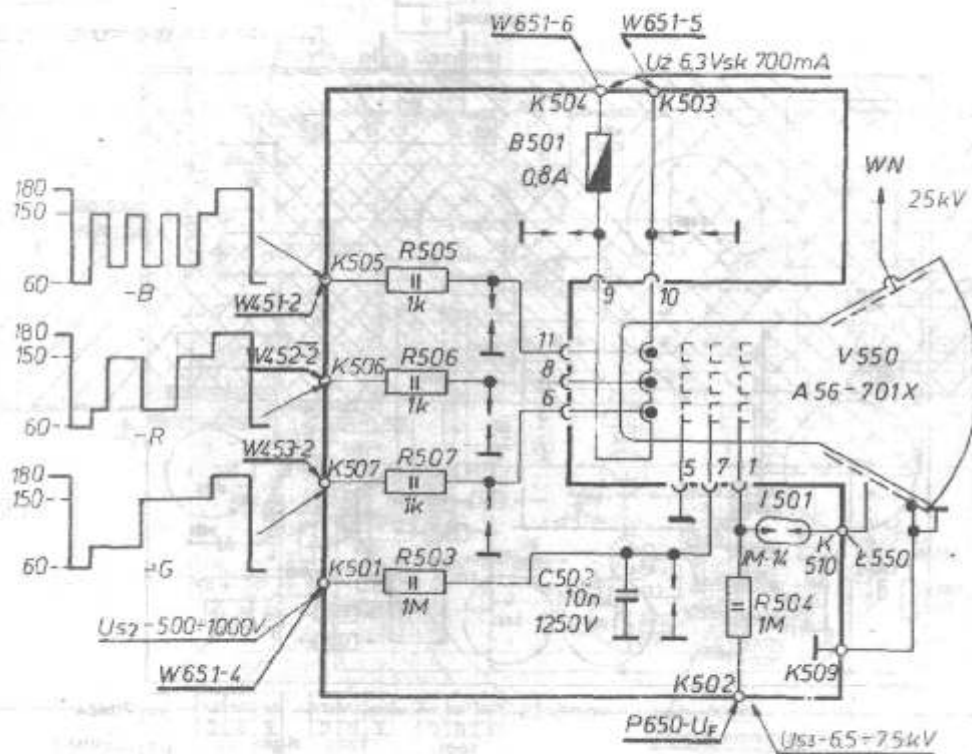 W651-6
W651-5
Uż 6,3Vsk 700mA
K504
K503
B501
0,8A
WN
25kV
180
150
60
-B
K505
R505
1k
W451-2
9
10
180
150
60
-R
W452-2
K506
R506
1k
11
8
6
V550
A56-701X
180
150
60
-G
W453-2
K507
R507
1k
5
7
1
I501
IM-14
K
510
Ł550
K501
R503
1M
C502
10n
1250V
R504
1M
Us2-500÷1000V
W651-4
K509
K502
P650-UF
Us3-6,5÷7,5kV